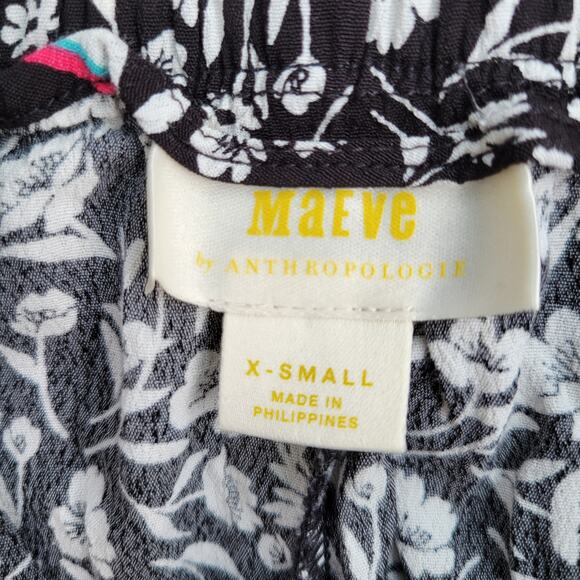 MaEve
by ANTHROPOLOGIE
X-SMALL
MADE IN
PHILIPPINES